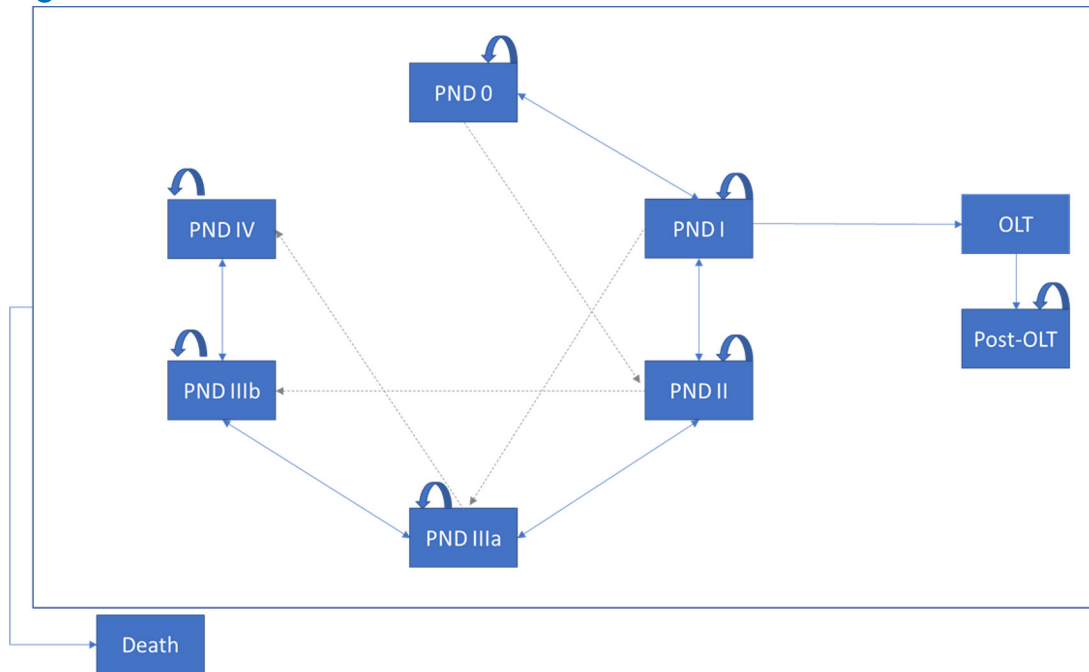 PND 0
PND IV
PND I
OLT
Post-OLT
PND IIIb
PND II
PND IIIa
Death